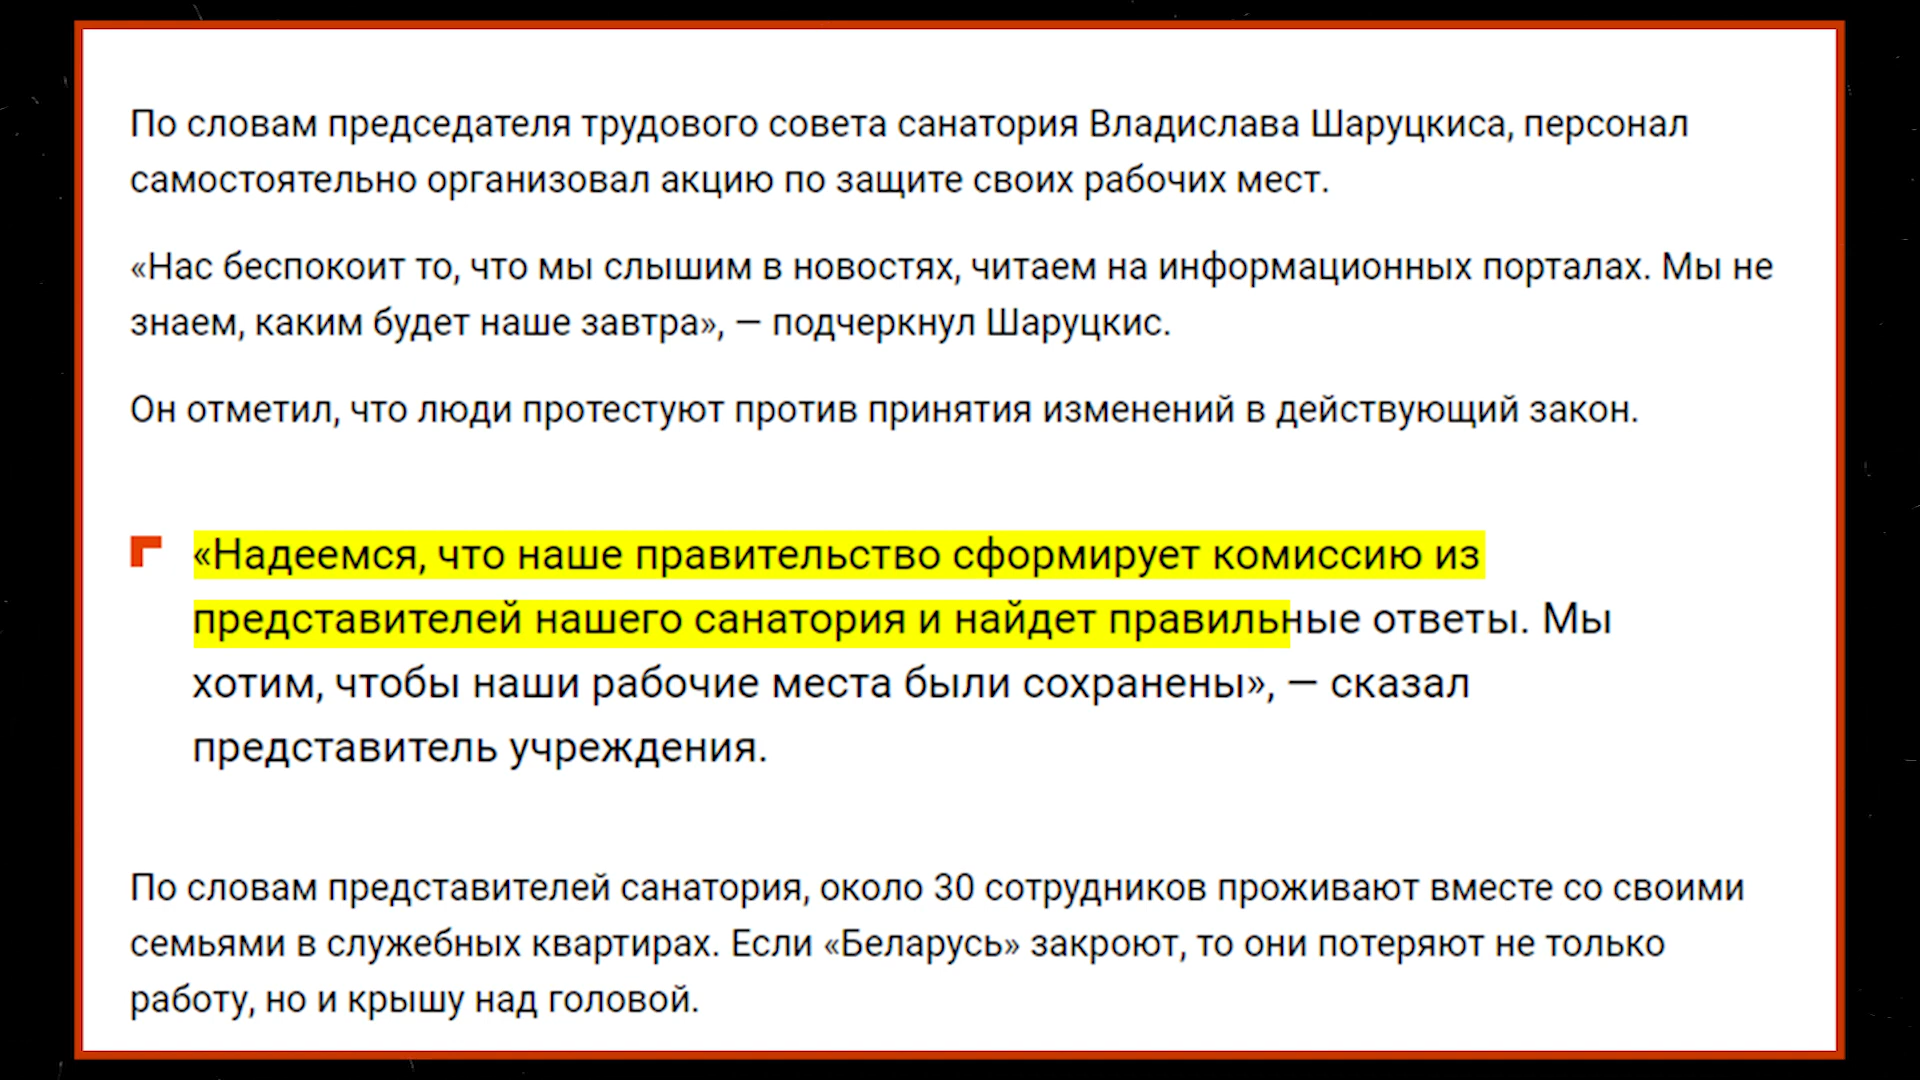 По словам председателя трудового совета санатория Владислава Шаруцкиса, персонал
самостоятельно организовал акцию по защите своих рабочих мест.
«Нас беспокоит то, что мы слышим в новостях, читаем на информационных порталах. Мы не
знаем, каким будет наше завтра», — подчеркнул Шаруцкис.
Он отметил, что люди протестуют против принятия изменений в действующий закон.
«Надеемся, что наше правительство сформирует комиссию из
представителей нашего санатория и найдет правильные ответы. Мы
хотим, чтобы наши рабочие места были сохранены», — сказал
представитель учреждения.
По словам представителей санатория, около 30 сотрудников проживают вместе со своими
семьями в служебных квартирах. Если «Беларусь» закроют, то они потеряют не только
работу, но и крышу над головой.